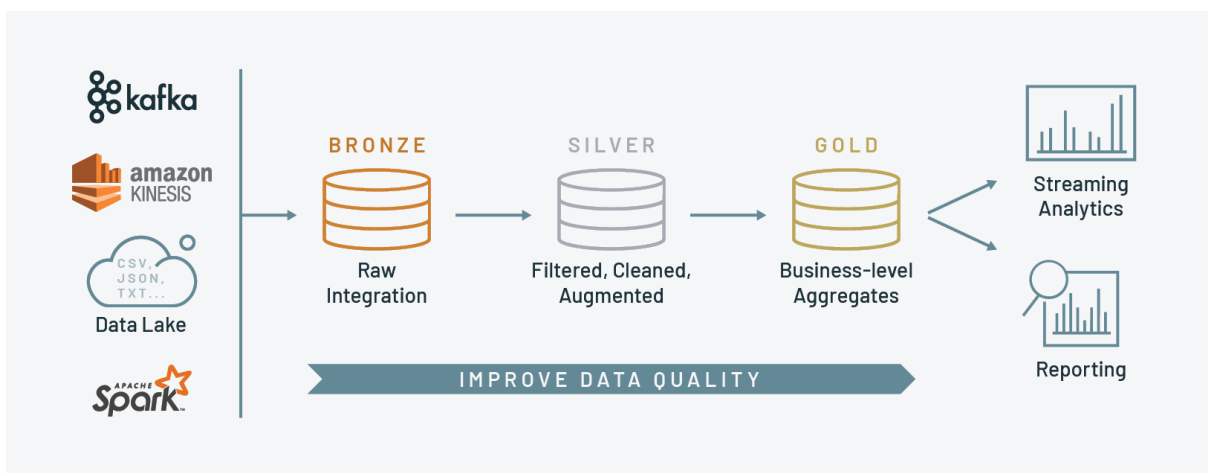 kafka
amazon
KINESIS
CSV,
JSON,
TXT...
Data Lake
APACHE
Spark™
BRONZE
Raw
Integration
SILVER
Filtered, Cleaned,
Augmented
GOLD
Business-level
Aggregates
IMPROVE DATA QUALITY
Streaming
Analytics
Reporting